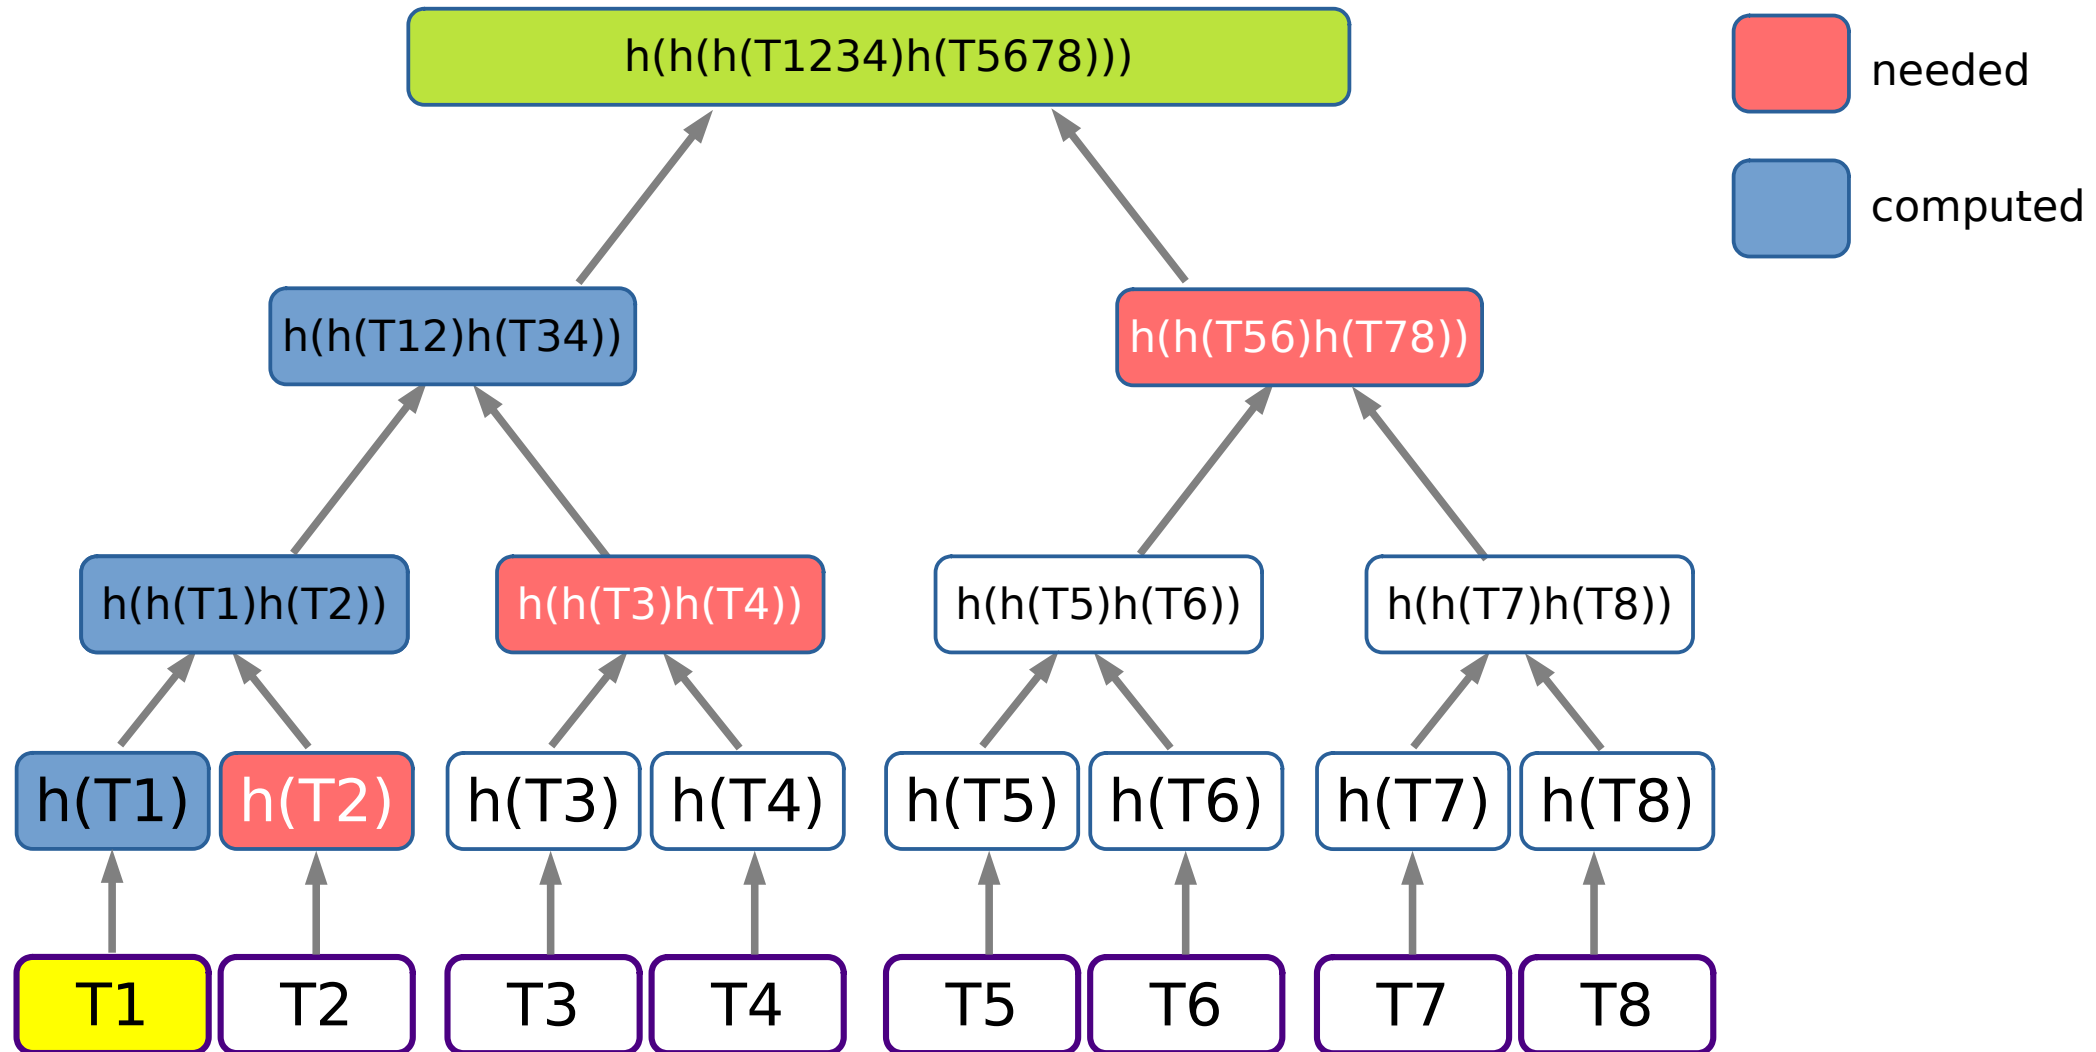 h(h(h(T1234)h(T5678)))
needed
computed
h(h(T12)h(T34))
h(h(T56)h(T78))
h(h(T1)h(T2))
h(h(T3)h(T4))
h(h(T5)h(T6))
h(h(T7)h(T8))
h(T1)
h(T2)
h(T3)
h(T4)
h(T5)
h(T6)
h(T7)
h(T8)
T1
T2
T3
T4
T5
T6
T7
T8